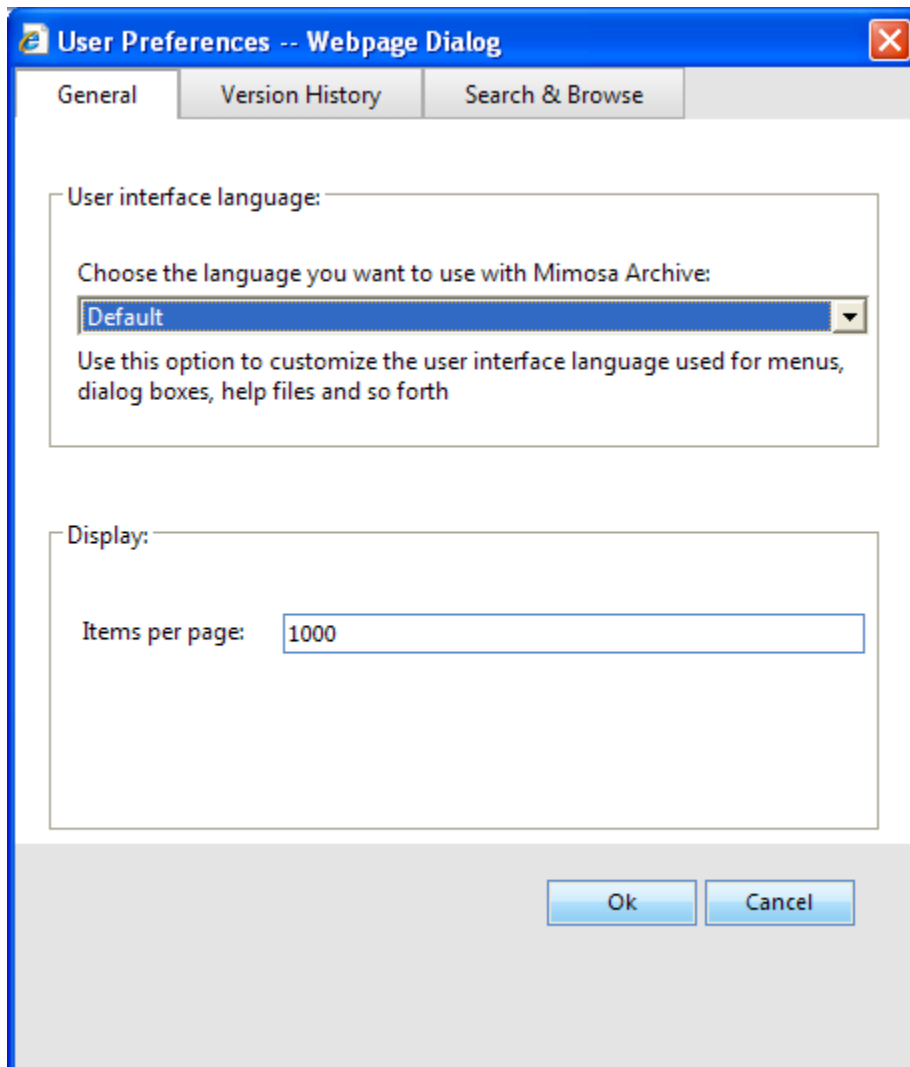 User Preferences -- Webpage Dialog
General Version History Search & Browse
User interface language:
Choose the language you want to use with Mimosa Archive:
Default
Use this option to customize the user interface language used for menus,
dialog boxes, help files and so forth
Display:
Items per page: 1000
Ok Cancel